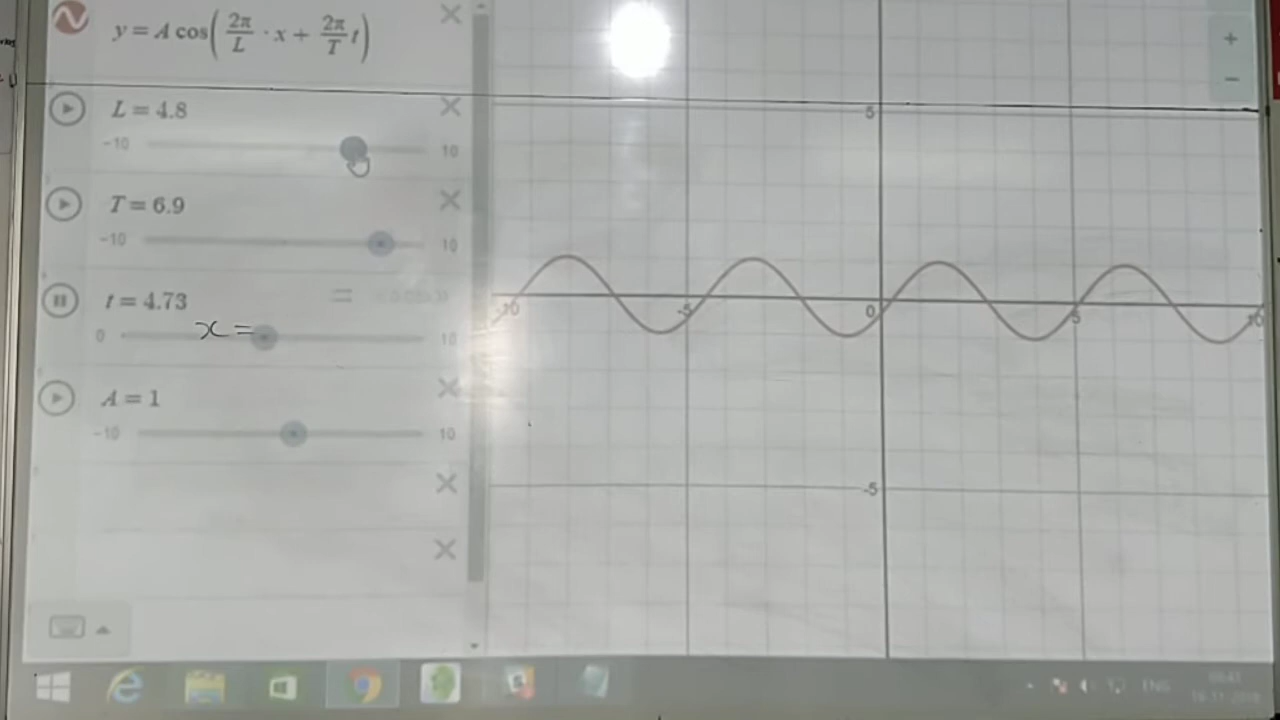 y = A cos( 2π/L · x + 2π/T t )
L = 4.8
-10 10
T = 6.9
-10 10
t = 4.73
x =
0 10
A = 1
-10 10
+
−
5
-10 -5 0 5 10
-5
ENG